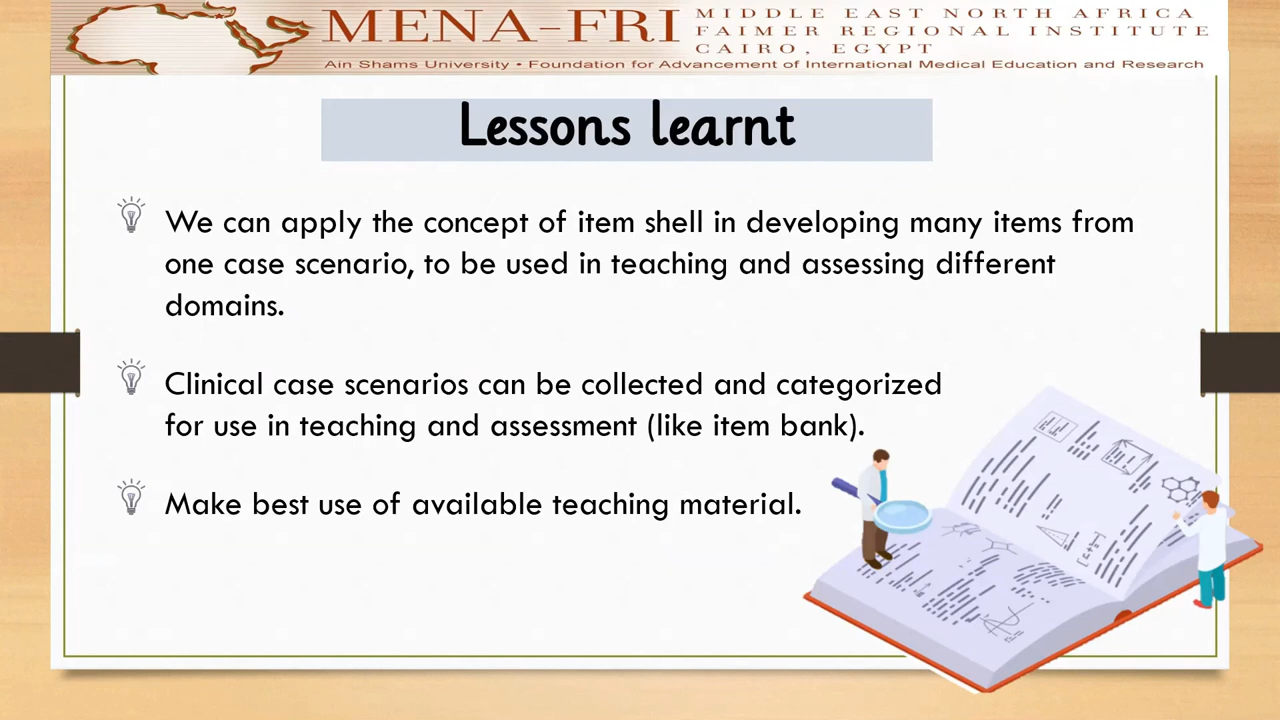 MENA-FRI
MIDDLE EAST NORTH AFRICA
FAIMER REGIONAL INSTITUTE
CAIRO, EGYPT
Ain Shams University • Foundation for Advancement of International Medical Education and Research
Lessons learnt
We can apply the concept of item shell in developing many items from
one case scenario, to be used in teaching and assessing different
domains.
Clinical case scenarios can be collected and categorized
for use in teaching and assessment (like item bank).
Make best use of available teaching material.